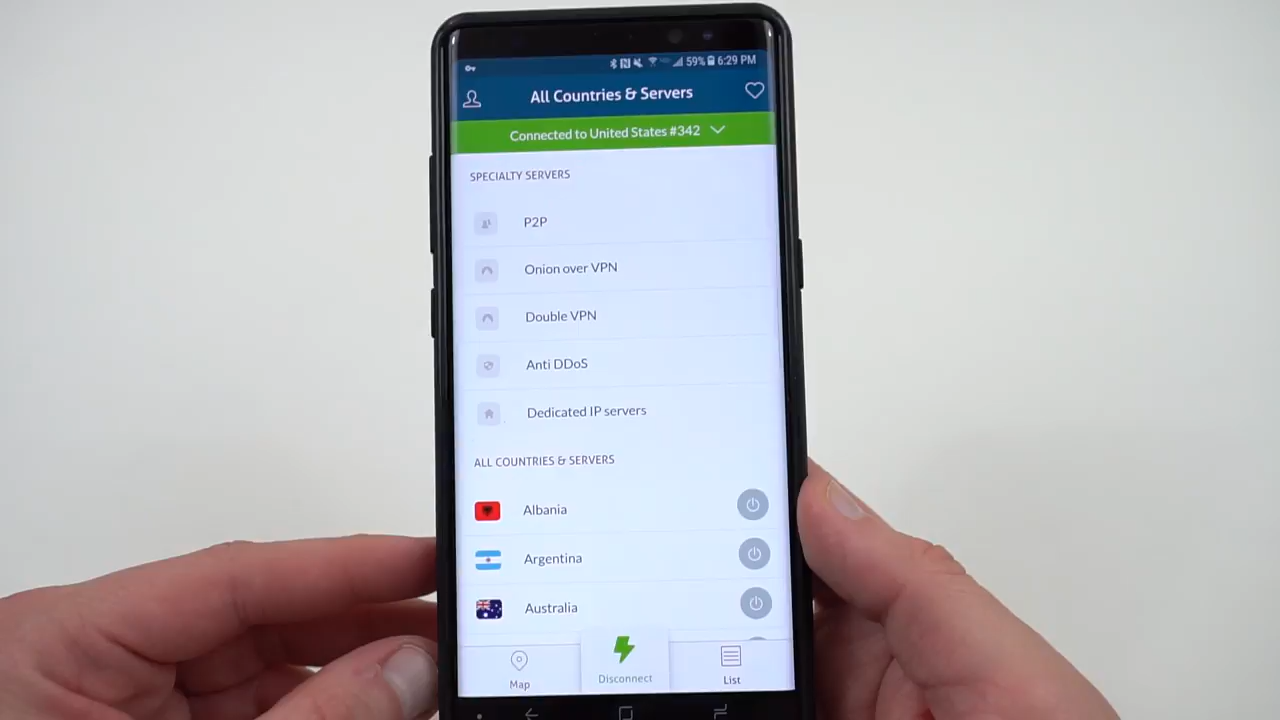 59% 6:29 PM
All Countries & Servers
Connected to United States #342
SPECIALTY SERVERS
P2P
Onion over VPN
Double VPN
Anti DDoS
Dedicated IP servers
ALL COUNTRIES & SERVERS
Albania
Argentina
Australia
Map
Disconnect
List